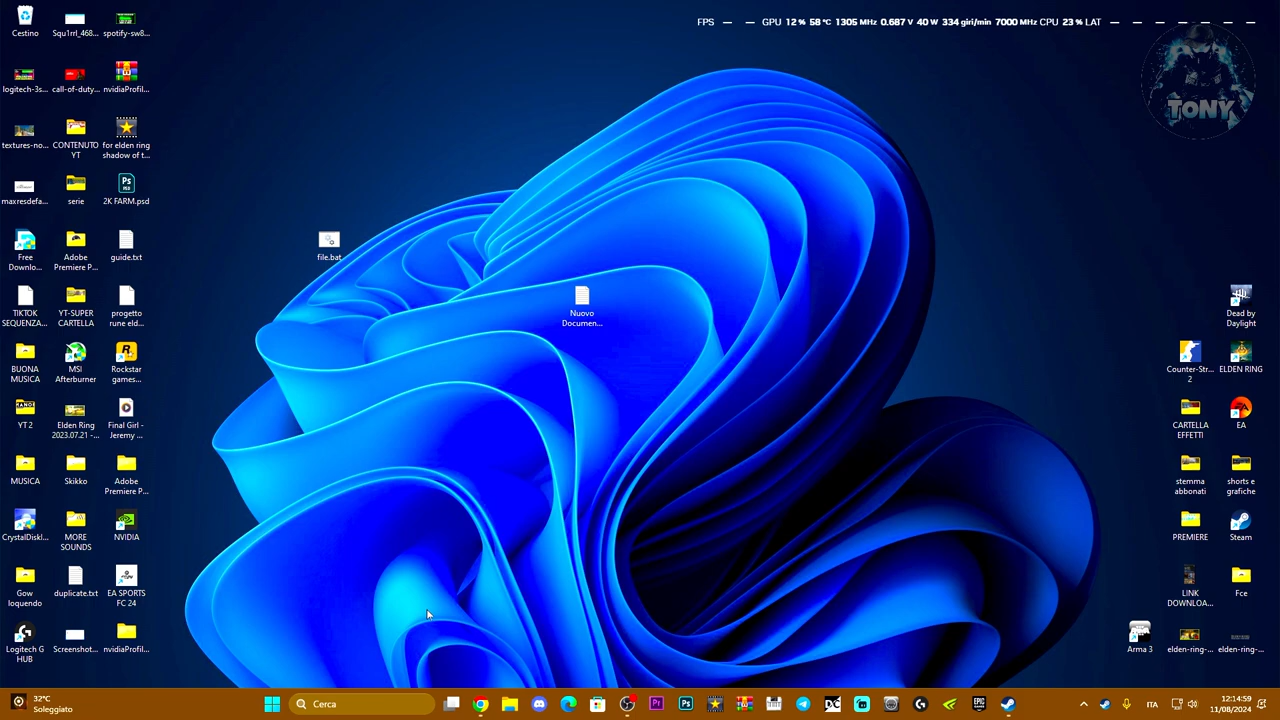 FPS — — GPU 12 % 58 °C 1305 MHz 0.687 V 40 W 334 giri/min 7000 MHz CPU 23 % LAT — — — — — — —
TONY
Cestino
Squ1rrl_468...
spotify-sw8...
logitech-3s...
call-of-duty...
nvidiaProfil...
textures-no...
CONTENUTO
YT
for elden ring
shadow of t...
maxresdefa...
serie
2K FARM.psd
Free
Downlo...
Adobe
Premiere P...
guide.txt
TIKTOK
SEQUENZA...
YT-SUPER
CARTELLA
progetto
rune eld...
BUONA
MUSICA
MSI
Afterburner
Rockstar
games...
YT 2
Elden Ring
2023.07.21 -...
Final Girl -
Jeremy ...
MUSICA
Skikko
Adobe
Premiere P...
CrystalDiskI...
MORE
SOUNDS
NVIDIA
Gow
loquendo
duplicate.txt
EA SPORTS
FC 24
Logitech G
HUB
Screenshot...
nvidiaProfil...
file.bat
Nuovo
Documen...
Dead by
Daylight
Counter-Str...
2
ELDEN RING
CARTELLA
EFFETTI
EA
stemma
abbonati
shorts e
grafiche
PREMIERE
Steam
LINK
DOWNLOA...
Fce
Arma 3
elden-ring-...
elden-ring-...
32°C
Soleggiato
Cerca
ITA
12:14:59
11/08/2024